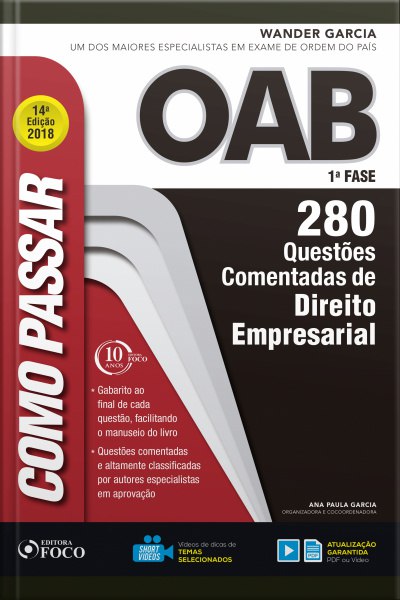 WANDER GARCIA
UM DOS MAIORES ESPECIALISTAS EM EXAME DE ORDEM DO PAÍS
OAB
1ª FASE
14ª
Edição
2018
COMO PASSAR
280
Questões
Comentadas de
Direito
Empresarial
10
ANOS
EDITORA
FOCO
* Gabarito ao
final de cada
questão, facilitando
o manuseio do livro
* Questões comentadas
e altamente classificadas
por autores especialistas
em aprovação
ANA PAULA GARCIA
ORGANIZADORA E COCOORDENADORA
EDITORA
FOCO
SHORT
VIDEOS
Vídeos de dicas de
TEMAS
SELECIONADOS
PDF
ATUALIZAÇÃO
GARANTIDA
PDF ou Vídeo